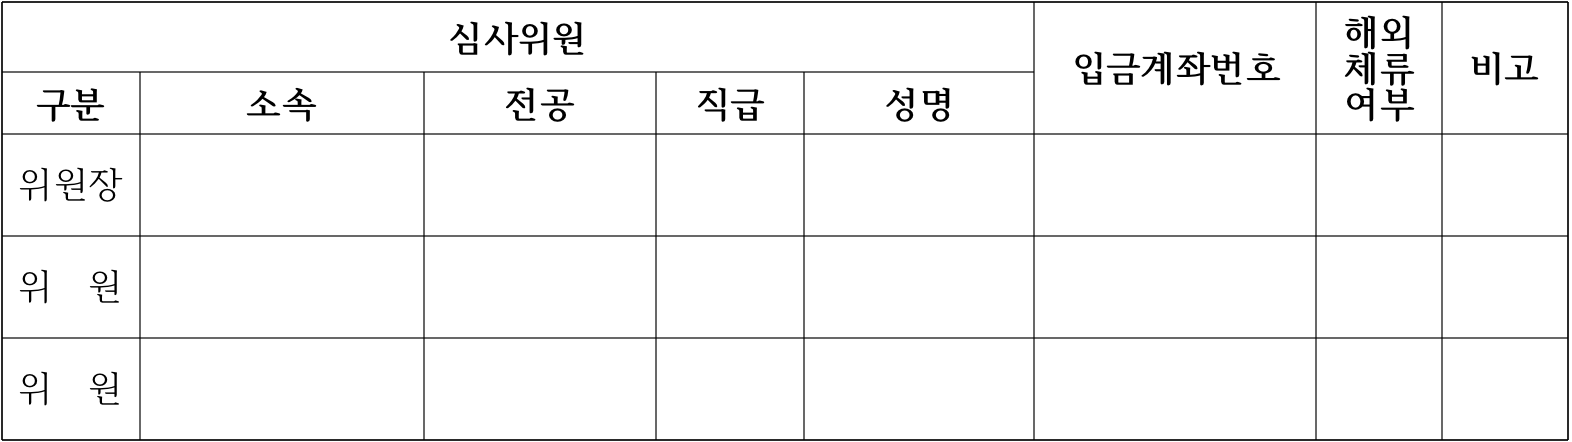 심사위원
입금계좌번호
해외
체류
여부
비고
구분
소속
전공
직급
성명
위원장
위 원
위 원